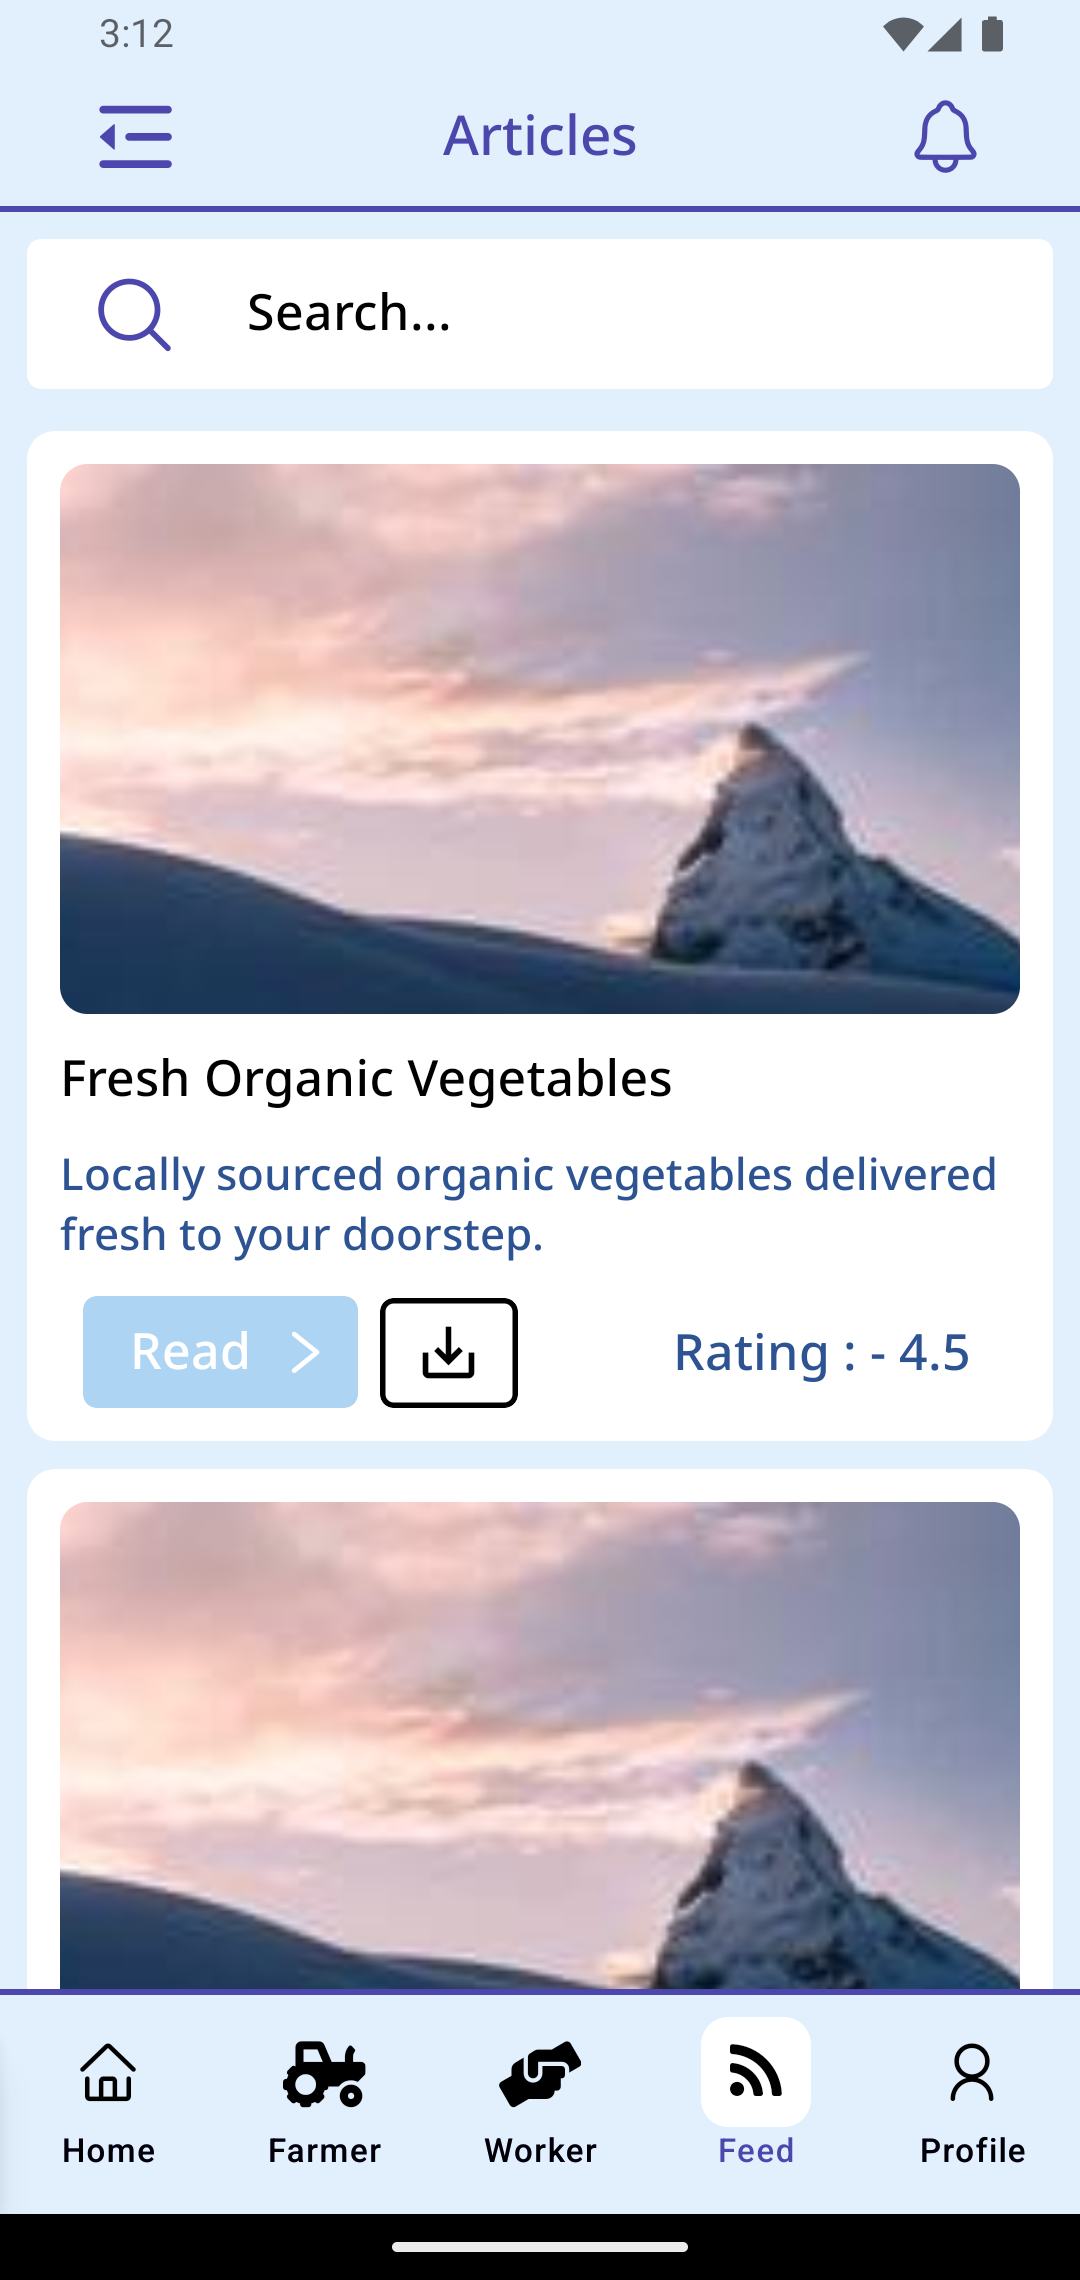 3:12
Articles
Search...
Fresh Organic Vegetables
Locally sourced organic vegetables delivered
fresh to your doorstep.
Read
Rating : - 4.5
Home
Farmer
Worker
Feed
Profile